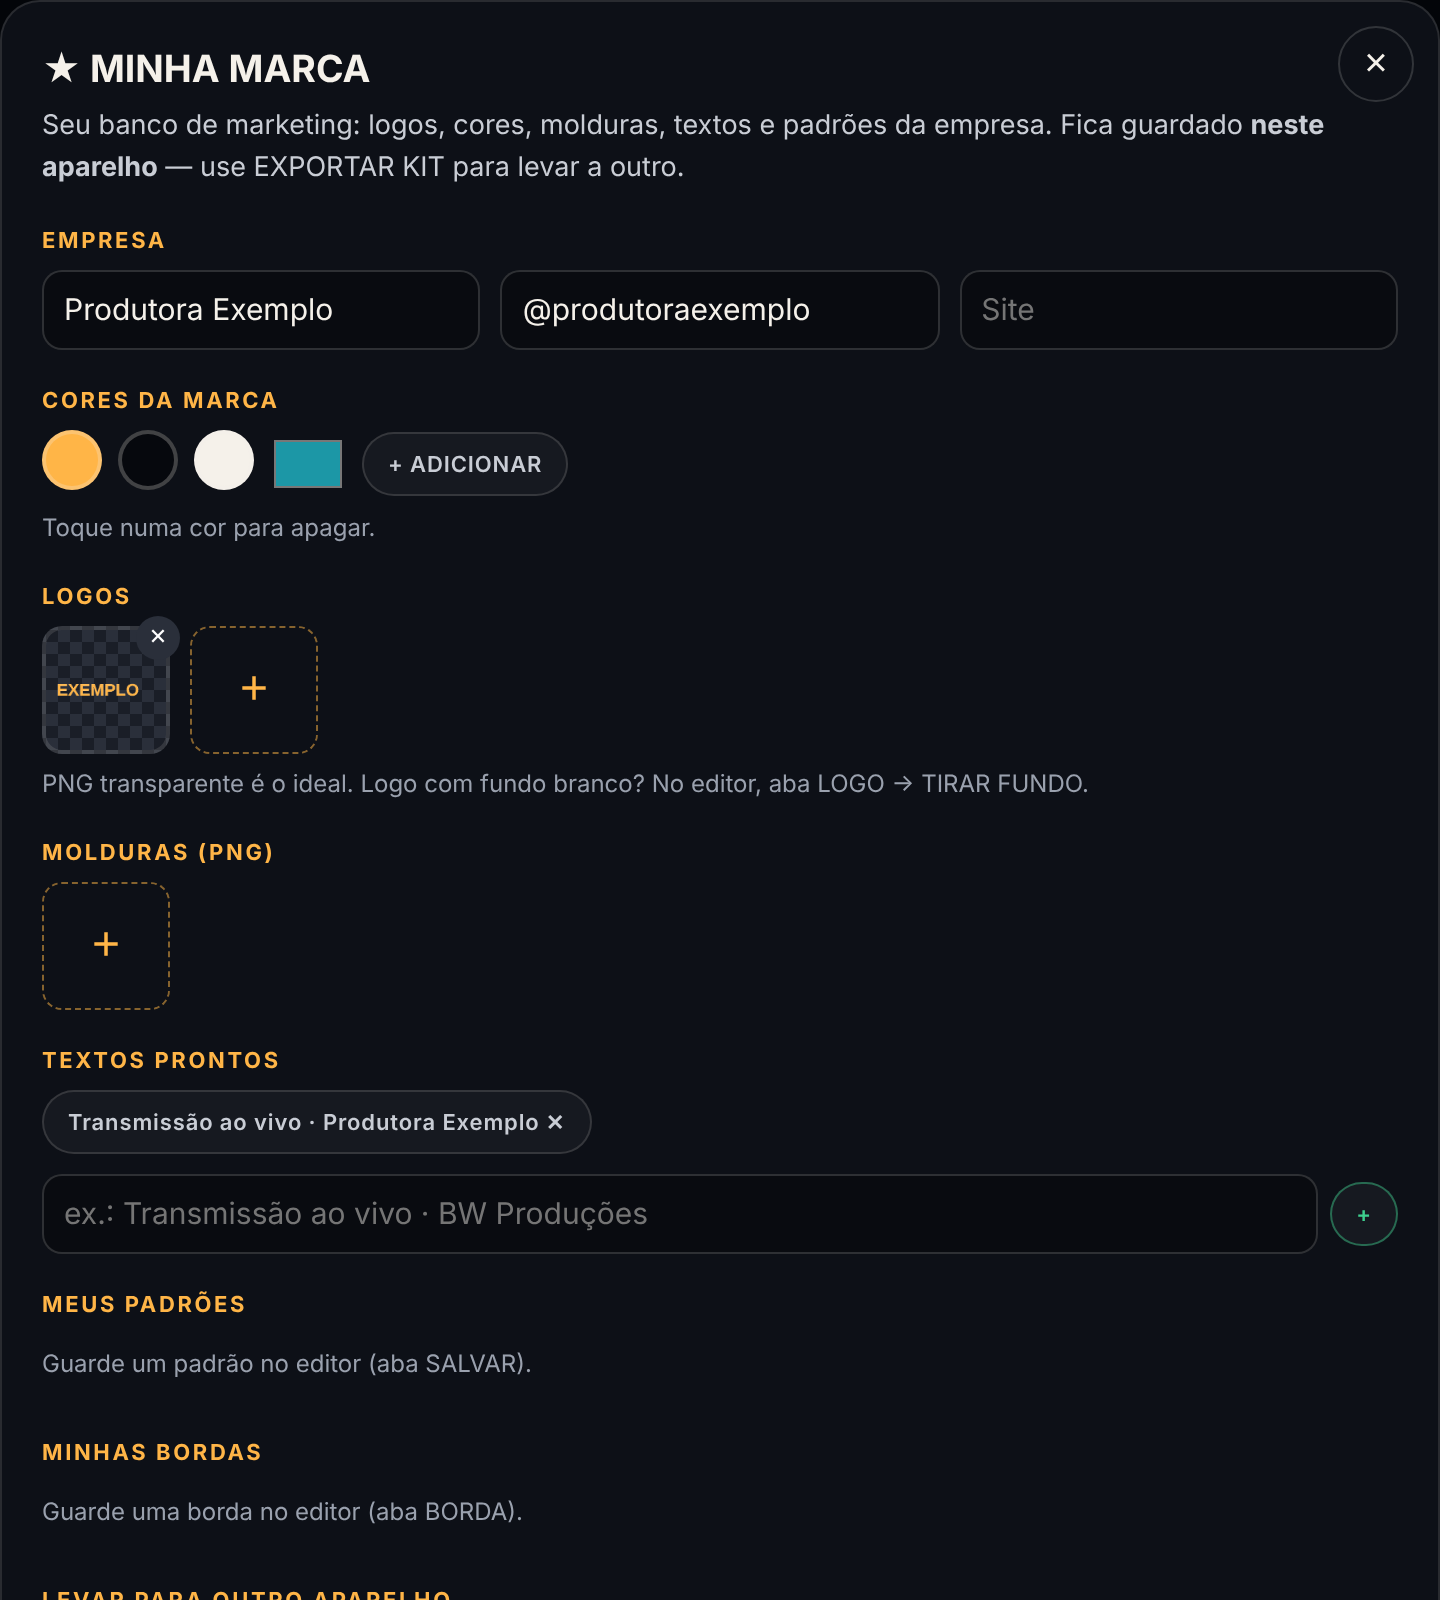 ★ MINHA MARCA
✕
Seu banco de marketing: logos, cores, molduras, textos e padrões da empresa. Fica guardado neste
aparelho — use EXPORTAR KIT para levar a outro.
EMPRESA
Produtora Exemplo
@produtoraexemplo
Site
CORES DA MARCA
+ ADICIONAR
Toque numa cor para apagar.
LOGOS
✕
EXEMPLO
+
PNG transparente é o ideal. Logo com fundo branco? No editor, aba LOGO → TIRAR FUNDO.
MOLDURAS (PNG)
+
TEXTOS PRONTOS
Transmissão ao vivo · Produtora Exemplo ✕
ex.: Transmissão ao vivo · BW Produções
+
MEUS PADRÕES
Guarde um padrão no editor (aba SALVAR).
MINHAS BORDAS
Guarde uma borda no editor (aba BORDA).
LEVAR PARA OUTRO APARELHO